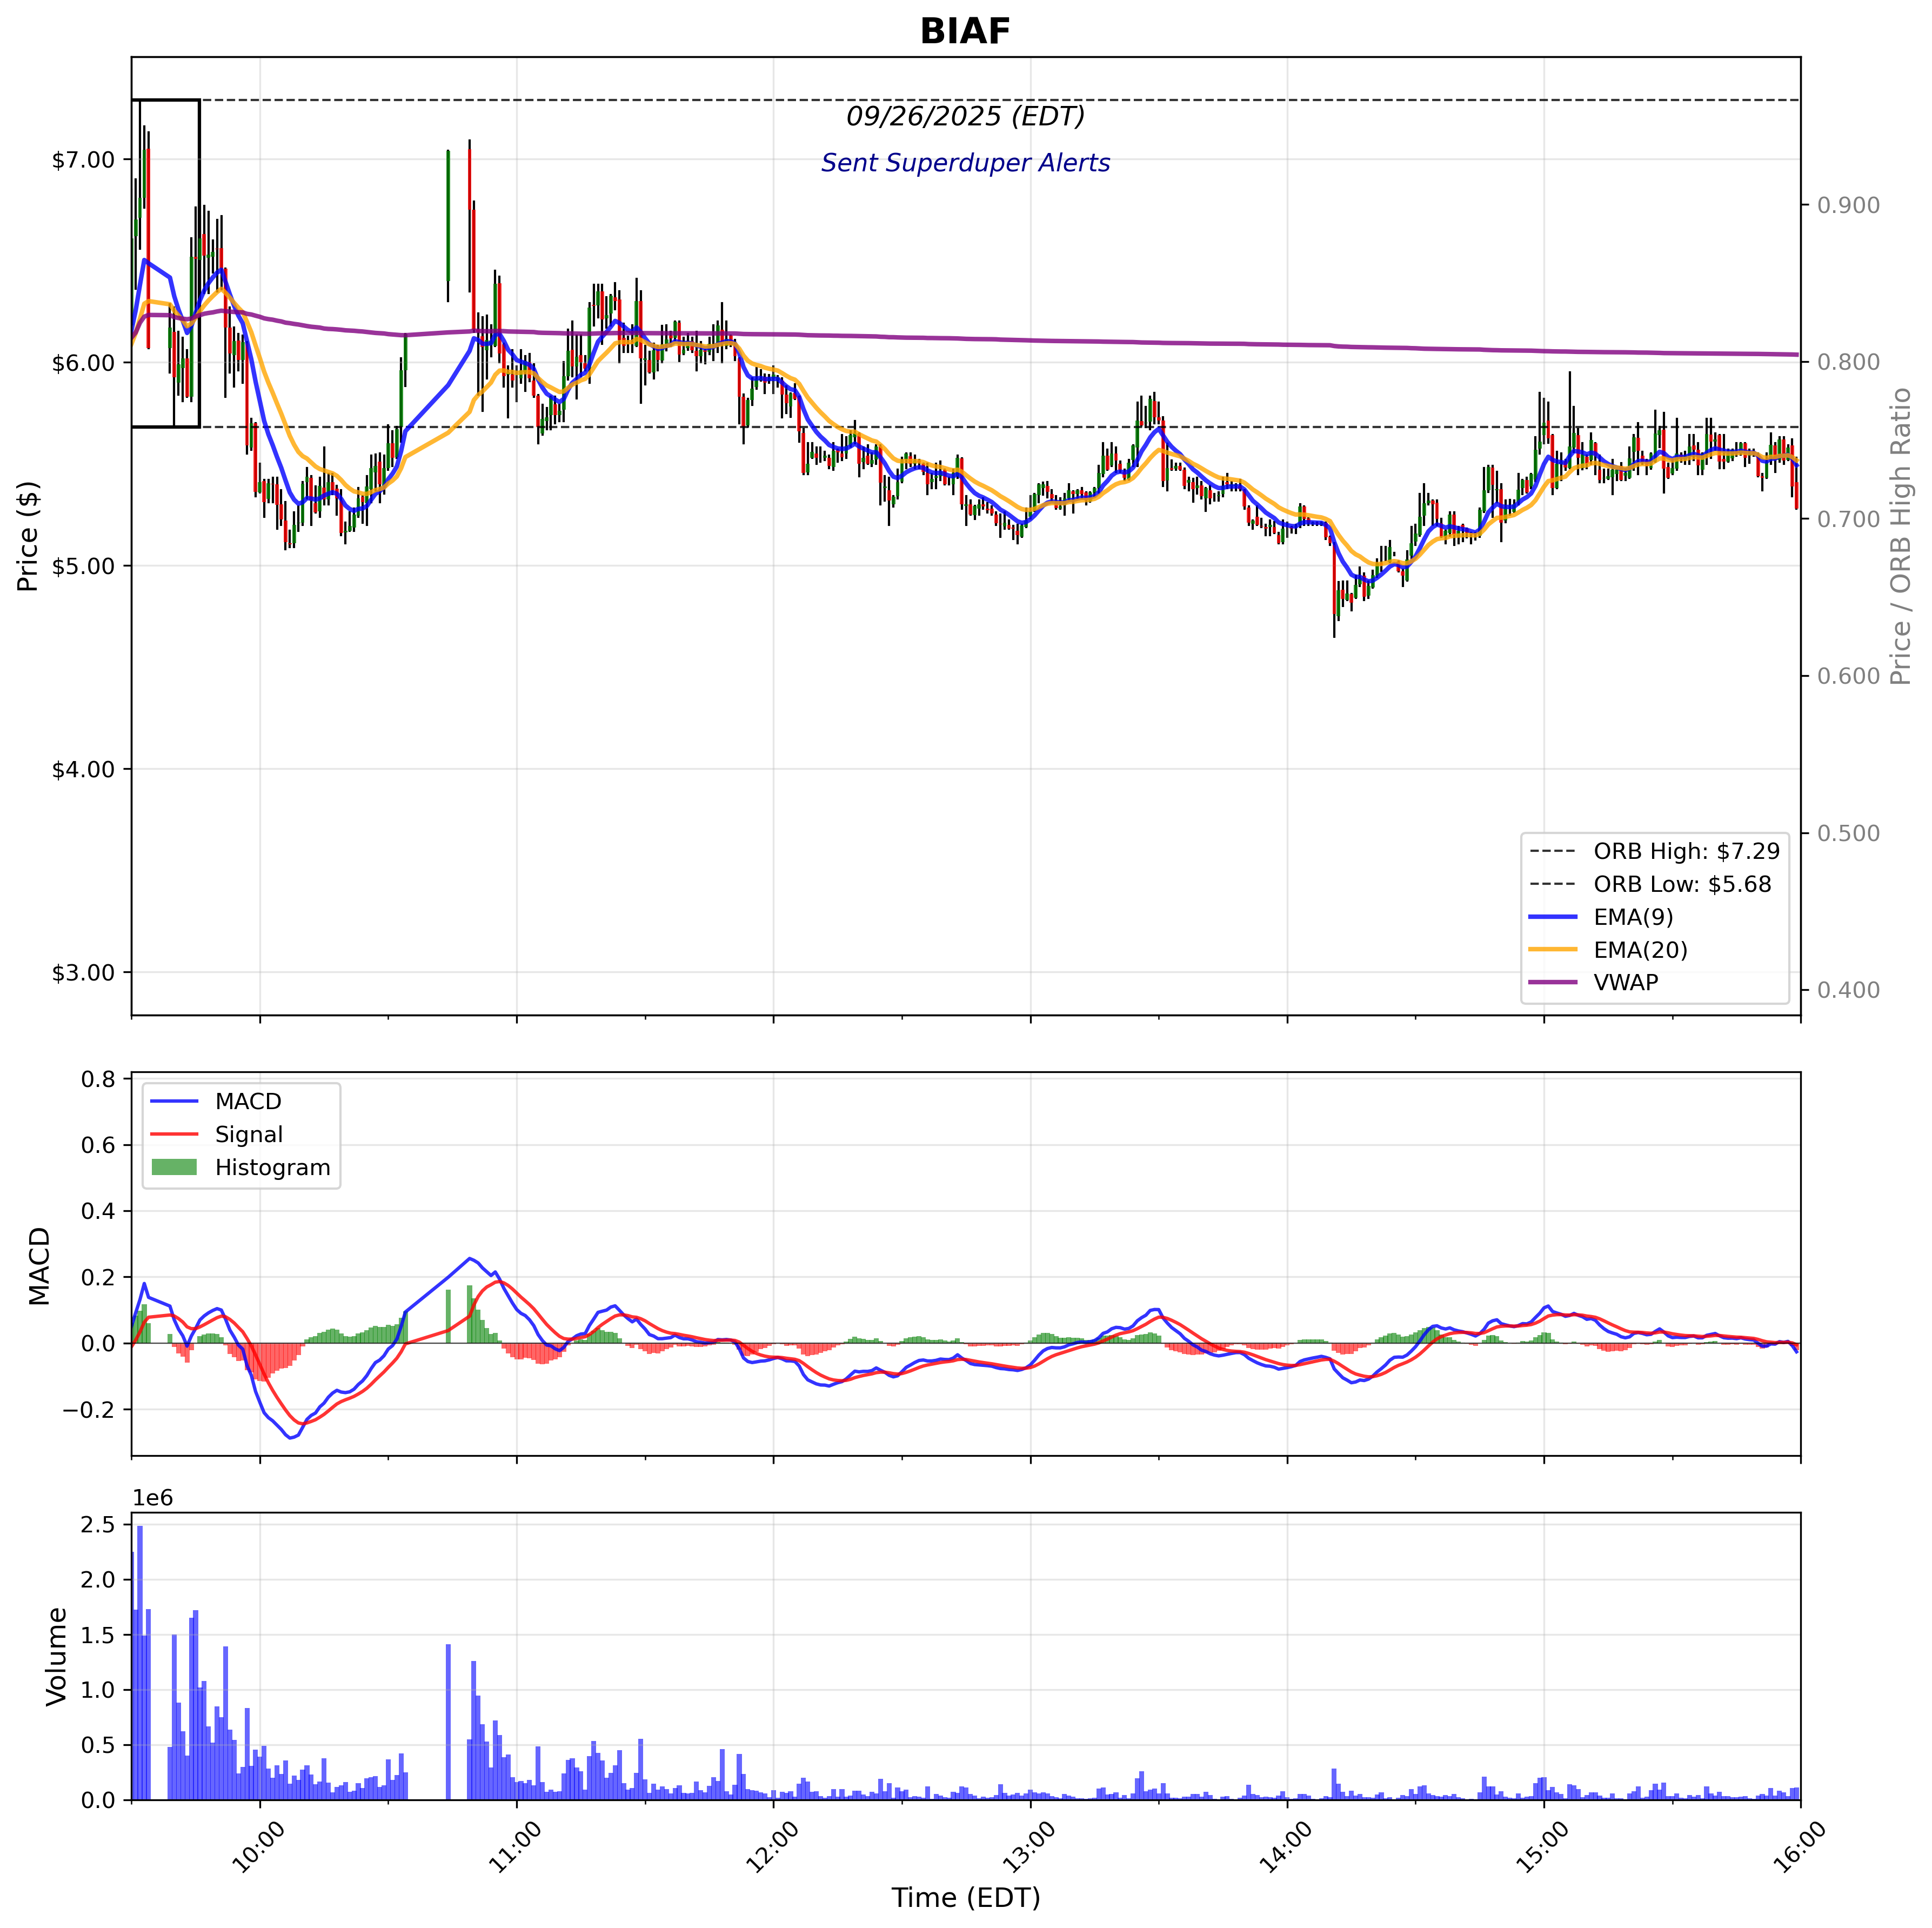 BIAF
09/26/2025 (EDT)
Sent Superduper Alerts
Price ($)
$7.00
$6.00
$5.00
$4.00
$3.00
0.900
0.800
0.700
0.600
0.500
0.400
Price / ORB High Ratio
ORB High: $7.29
ORB Low: $5.68
EMA(9)
EMA(20)
VWAP
MACD
0.8
0.6
0.4
0.2
0.0
−0.2
MACD
Signal
Histogram
1e6
Volume
2.5
2.0
1.5
1.0
0.5
0.0
10:00
11:00
12:00
13:00
14:00
15:00
16:00
Time (EDT)